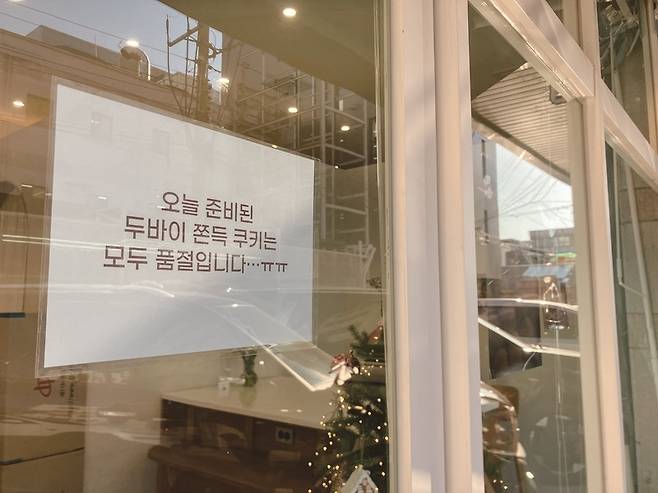 오늘 준비된
두바이 쫀득 쿠키는
모두 품절입니다…ㅠㅠ